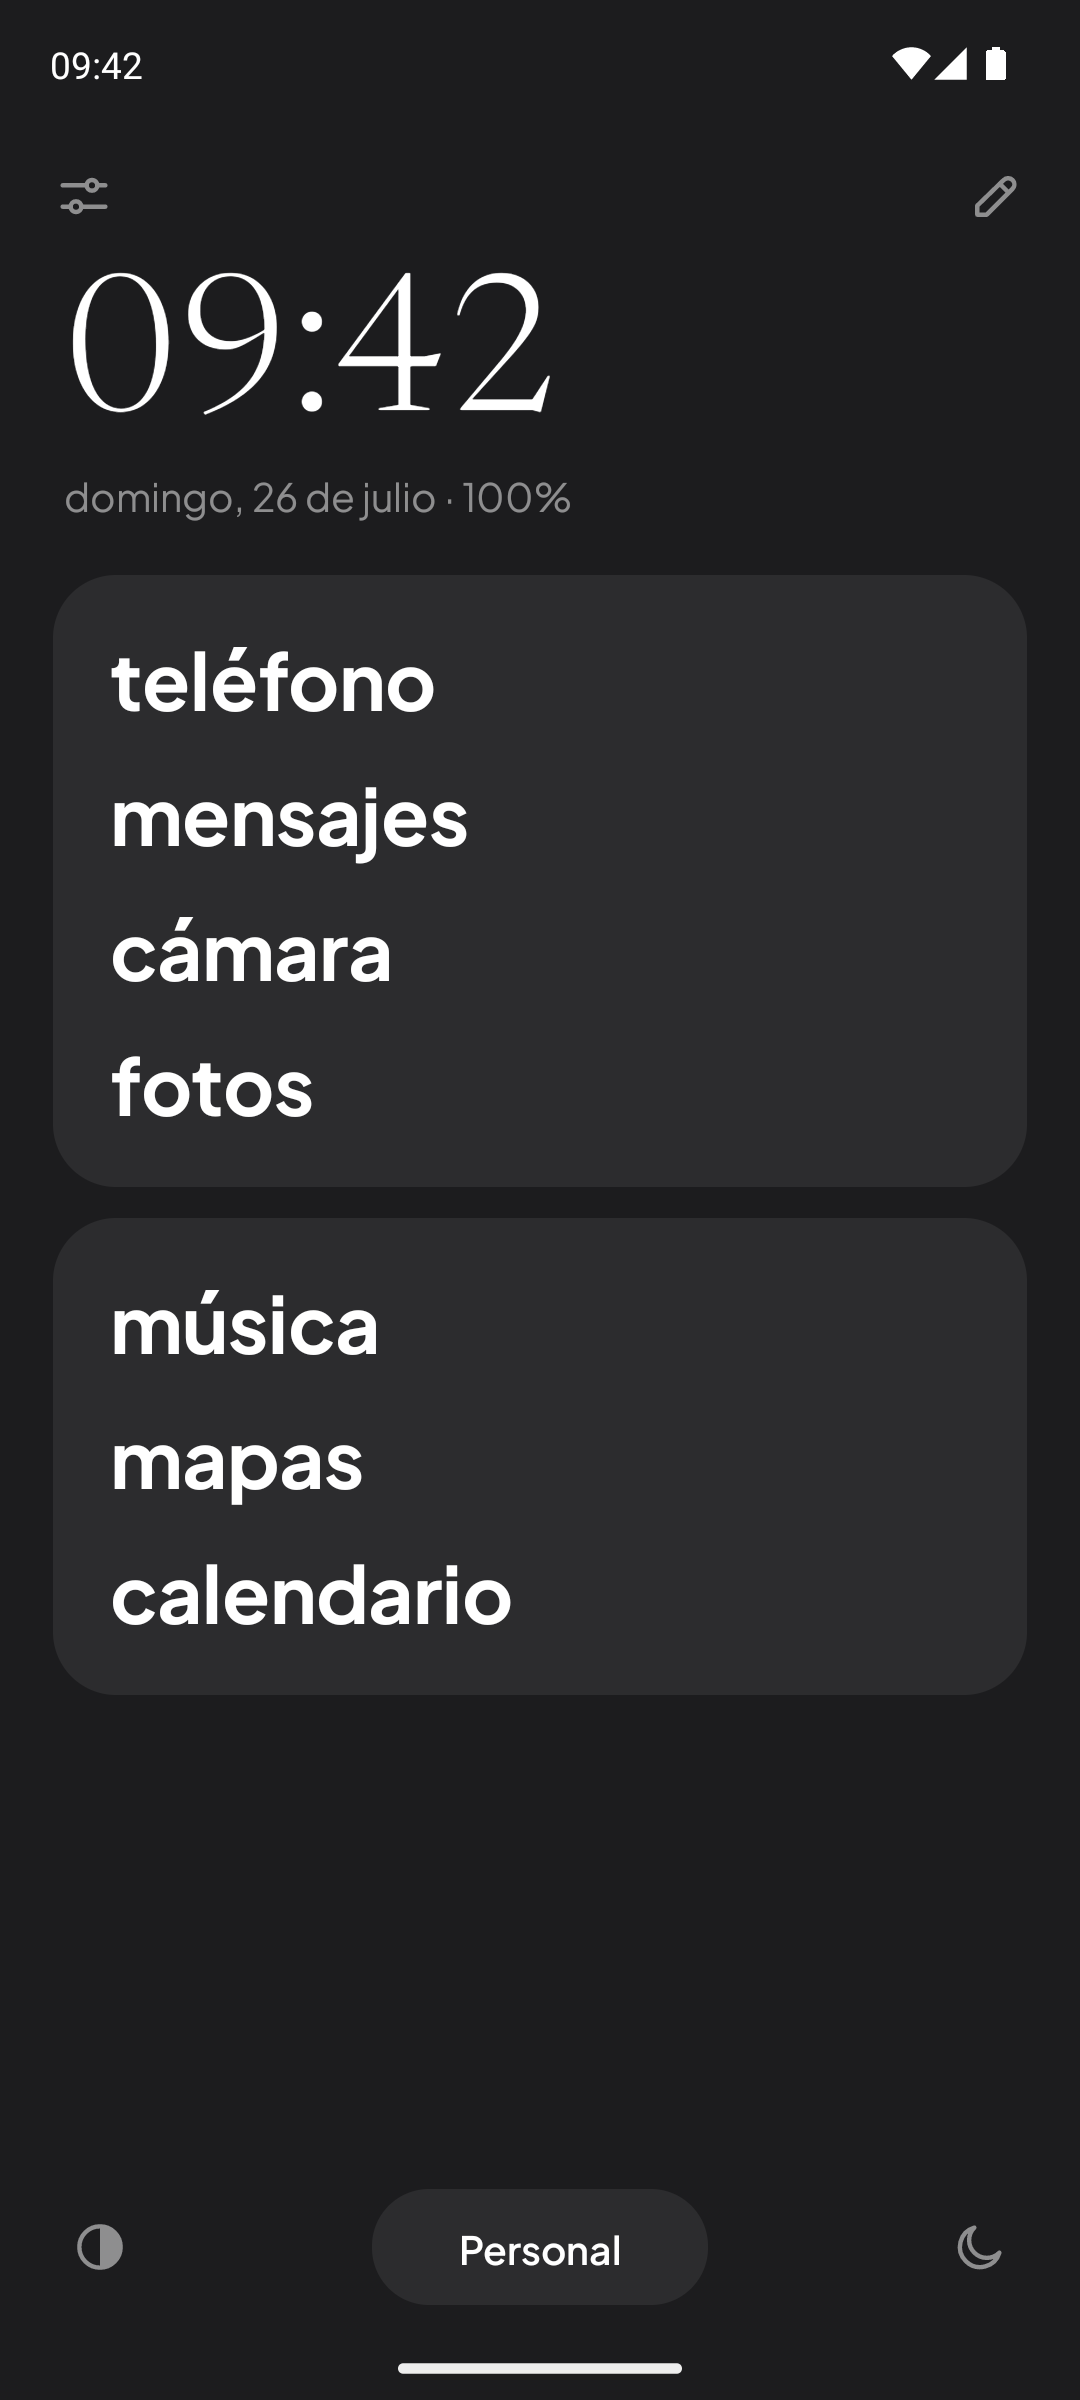 09:42
09:42
domingo, 26 de julio · 100%
teléfono
mensajes
cámara
fotos
música
mapas
calendario
Personal